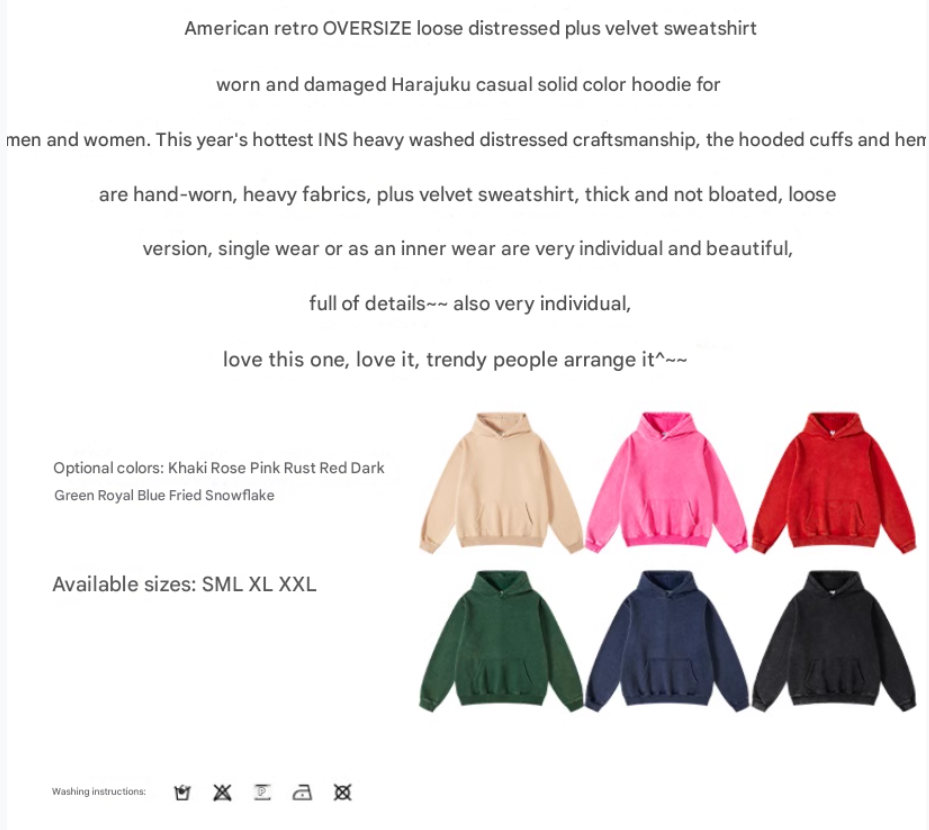 American retro OVERSIZE loose distressed plus velvet sweatshirt
worn and damaged Harajuku casual solid color hoodie for
men and women. This year's hottest INS heavy washed distressed craftsmanship, the hooded cuffs and hem
are hand-worn, heavy fabrics, plus velvet sweatshirt, thick and not bloated, loose
version, single wear or as an inner wear are very individual and beautiful,
full of details~~ also very individual,
love this one, love it, trendy people arrange it^~~
Optional colors: Khaki Rose Pink Rust Red Dark
Green Royal Blue Fried Snowflake
Available sizes: SML XL XXL
Washing instructions: